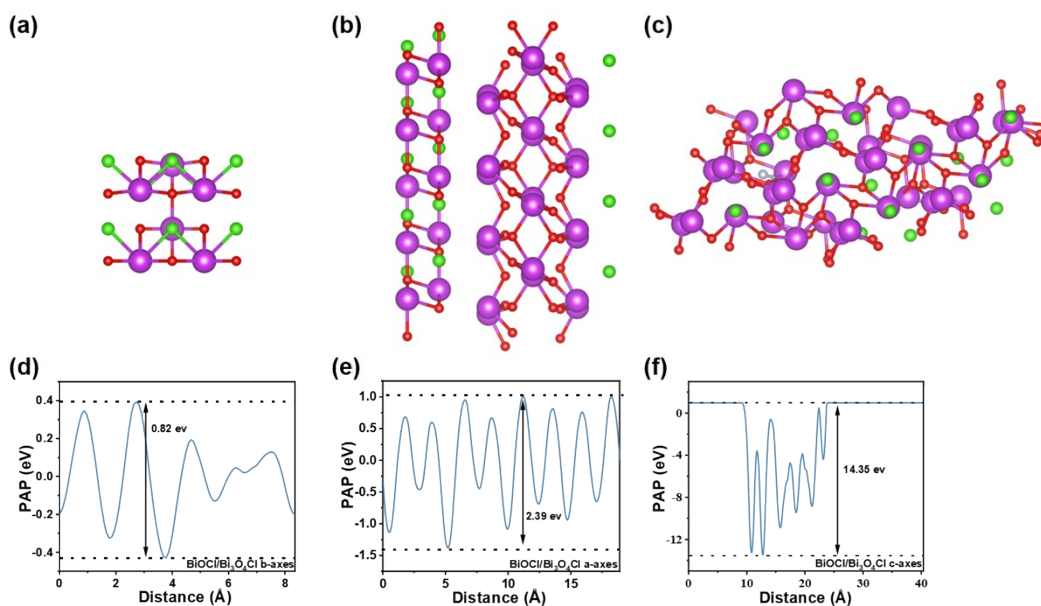 (a)
(b)
(c)
(d)
PAP (eV)
0.4
0.2
0.0
-0.2
-0.4
0.82 ev
BiOCl/Bi₃O₄Cl b-axes
0 2 4 6 8
Distance (Å)
(e)
PAP (eV)
1.0
0.5
0.0
-0.5
-1.0
-1.5
2.39 ev
BiOCl/Bi₃O₄Cl a-axes
0 5 10 15
Distance (Å)
(f)
PAP (eV)
0
-4
-8
-12
14.35 ev
BiOCl/Bi₃O₄Cl c-axes
0 10 20 30 40
Distance (Å)